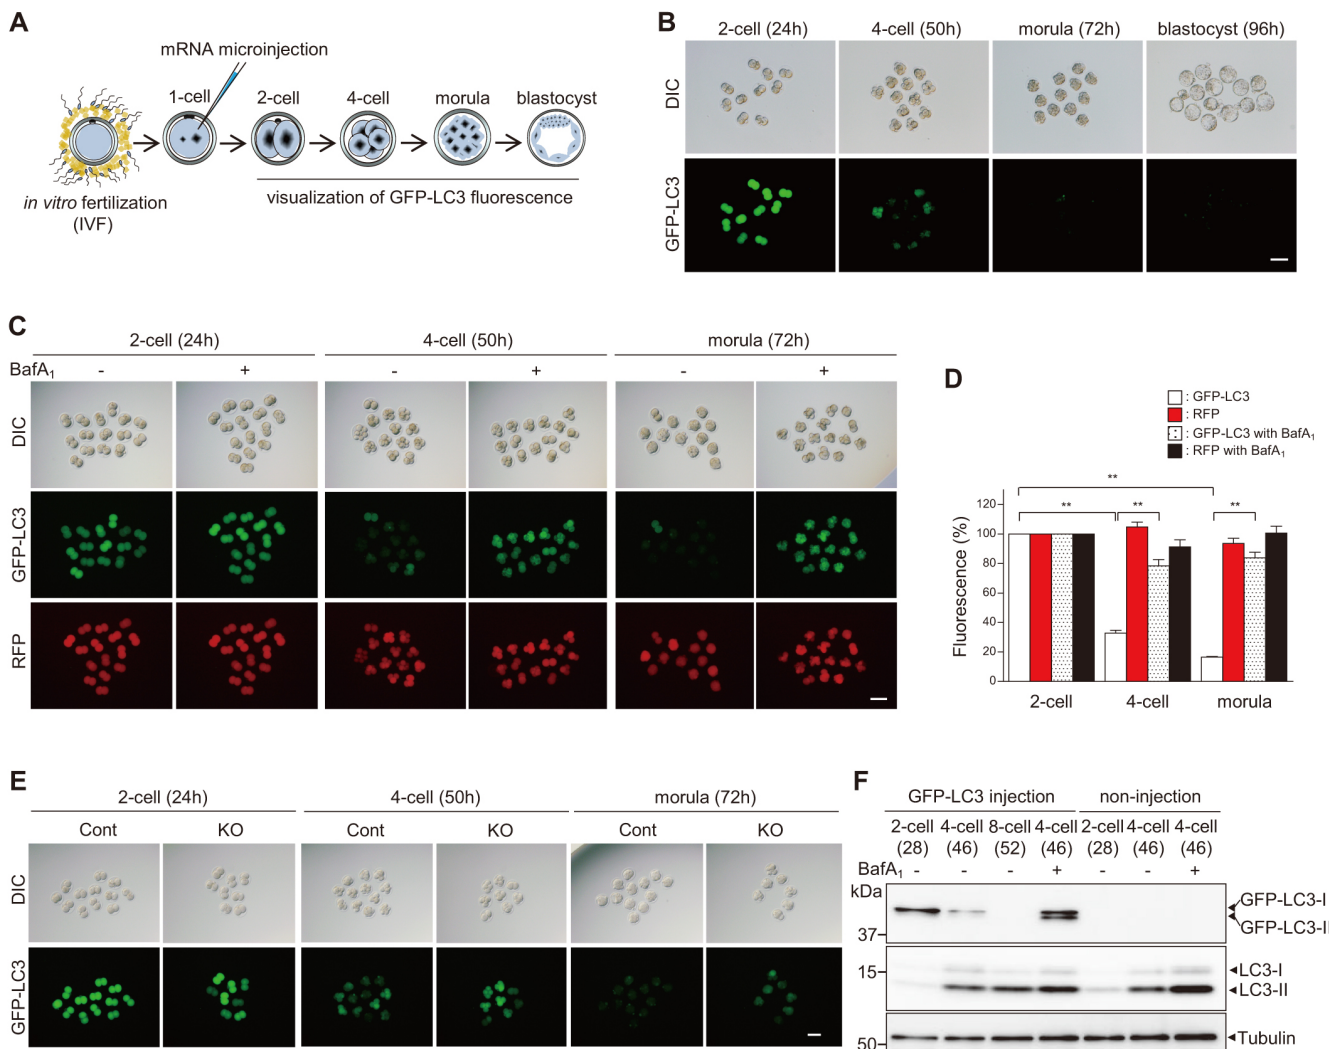 A
mRNA microinjection
1-cell
2-cell
4-cell
morula
blastocyst
in vitro fertilization
(IVF)
visualization of GFP-LC3 fluorescence
B
2-cell (24h)
4-cell (50h)
morula (72h)
blastocyst (96h)
DIC
GFP-LC3
C
2-cell (24h)
4-cell (50h)
morula (72h)
BafA1
-
+
-
+
-
+
DIC
GFP-LC3
RFP
D
: GFP-LC3
: RFP
: GFP-LC3 with BafA1
: RFP with BafA1
**
**
**
**
Fluorescence (%)
120
100
80
60
40
20
0
2-cell
4-cell
morula
E
2-cell (24h)
4-cell (50h)
morula (72h)
Cont
KO
Cont
KO
Cont
KO
DIC
GFP-LC3
F
GFP-LC3 injection
non-injection
2-cell 4-cell 8-cell 4-cell 2-cell 4-cell 4-cell
(28) (46) (52) (46) (28) (46) (46)
BafA1 - - - + - - +
kDa
GFP-LC3-I
GFP-LC3-II
37
15
LC3-I
LC3-II
50
Tubulin